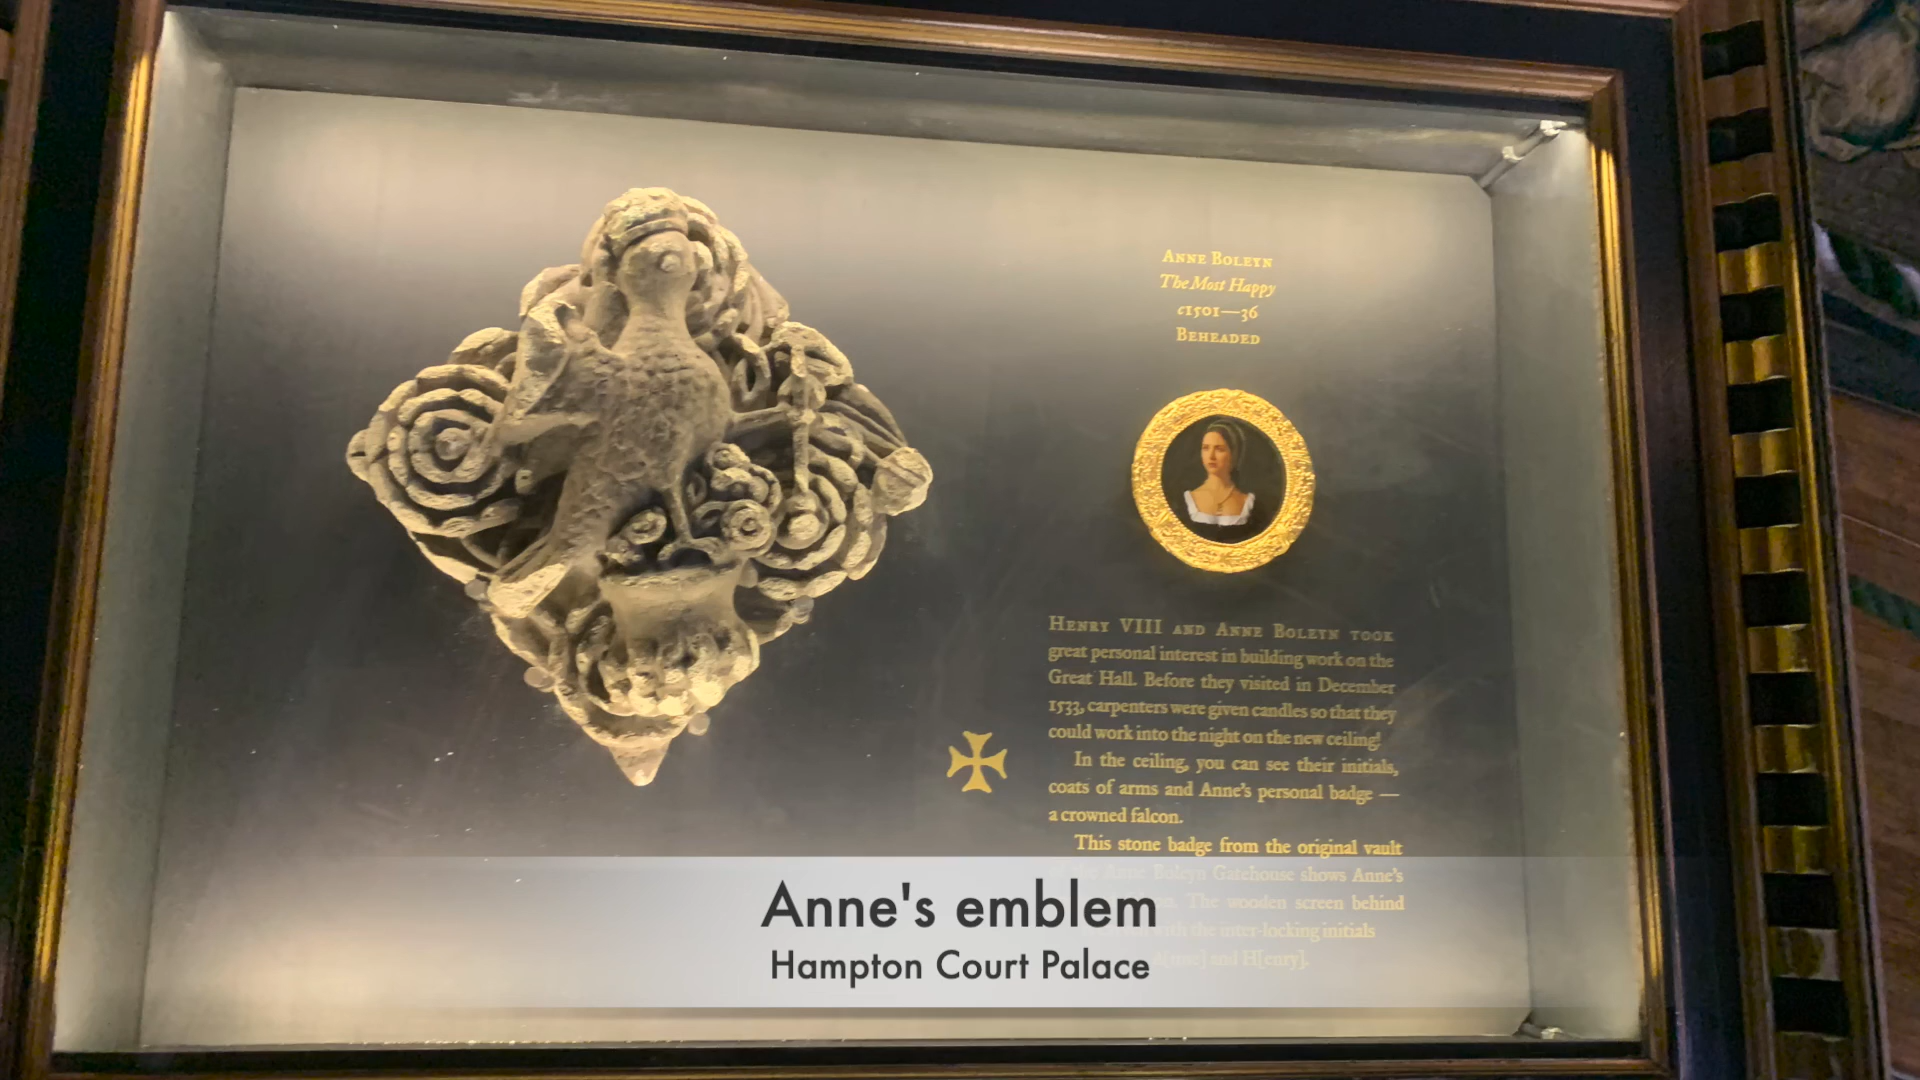 ANNE BOLEYN
The Most Happy
c1501—36
BEHEADED
HENRY VIII AND ANNE BOLEYN TOOK
great personal interest in building work on the
Great Hall. Before they visited in December
1533, carpenters were given candles so that they
could work into the night on the new ceiling!
In the ceiling, you can see their initials,
coats of arms and Anne's personal badge —
a crowned falcon.
This stone badge from the original vault
Anne Boleyn Gatehouse shows Anne's
The wooden screen behind
with the inter-locking initials
and H[enry].
Anne's emblem
Hampton Court Palace